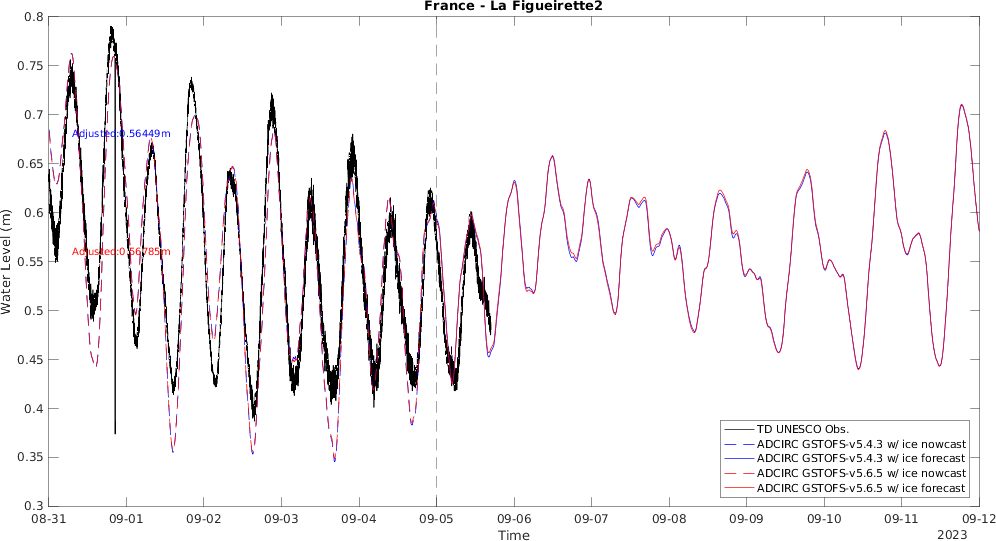 France - La Figueirette2
Water Level (m)
0.8
0.75
0.7
0.65
0.6
0.55
0.5
0.45
0.4
0.35
0.3
Adjusted:0.56449m
Adjusted:0.56785m
TD UNESCO Obs.
ADCIRC GSTOFS-v5.4.3 w/ ice nowcast
ADCIRC GSTOFS-v5.4.3 w/ ice forecast
ADCIRC GSTOFS-v5.6.5 w/ ice nowcast
ADCIRC GSTOFS-v5.6.5 w/ ice forecast
08-31 09-01 09-02 09-03 09-04 09-05 09-06 09-07 09-08 09-09 09-10 09-11 09-12
Time
2023